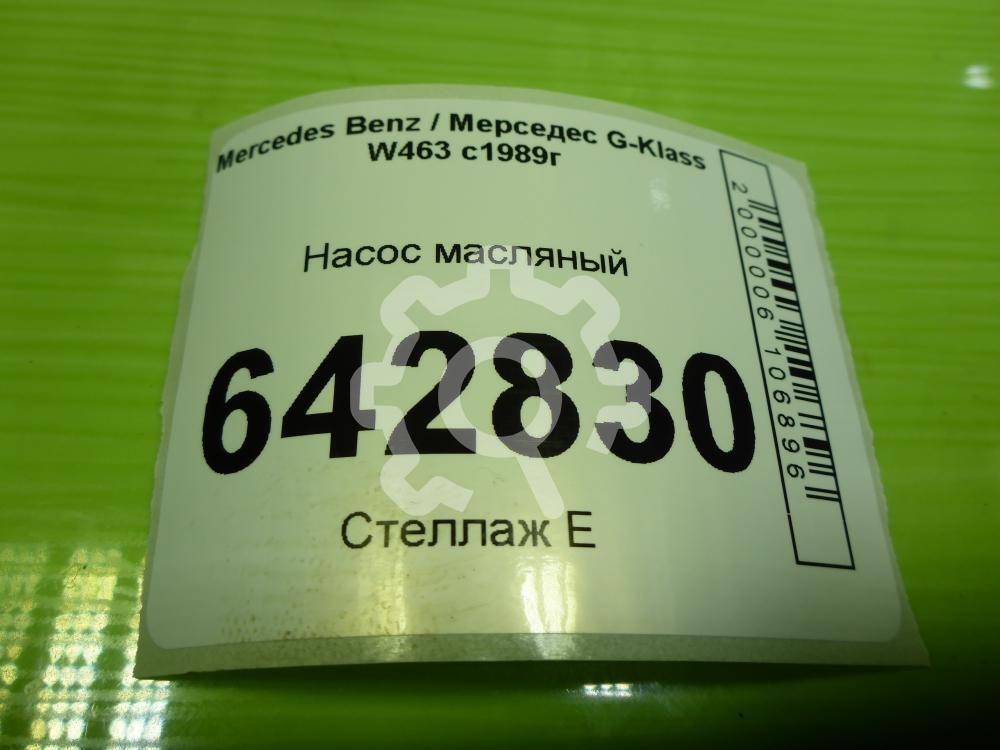 Mercedes Benz / Мерседес G-Klass
W463 с1989г
Насос масляный
642830
Стеллаж Е
2000006106896